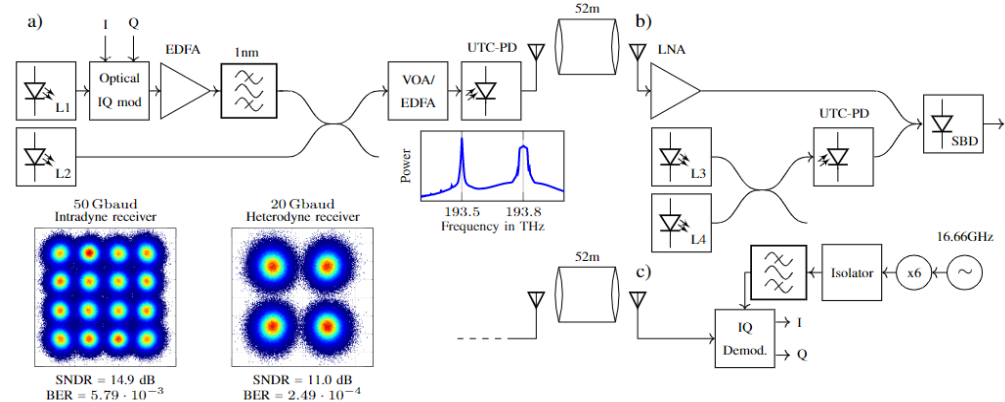 a)
I
Q
EDFA
1nm
Optical
IQ mod
L1
L2
VOA/
EDFA
UTC-PD
52m
b)
LNA
UTC-PD
SBD
L3
L4
Power
193.5
193.8
Frequency in THz
50 Gbaud
Intradyne receiver
SNDR = 14.9 dB
BER = 5.79 · 10⁻³
20 Gbaud
Heterodyne receiver
SNDR = 11.0 dB
BER = 2.49 · 10⁻⁴
52m
c)
Isolator
x6
16.66GHz
~
IQ
Demod.
I
Q